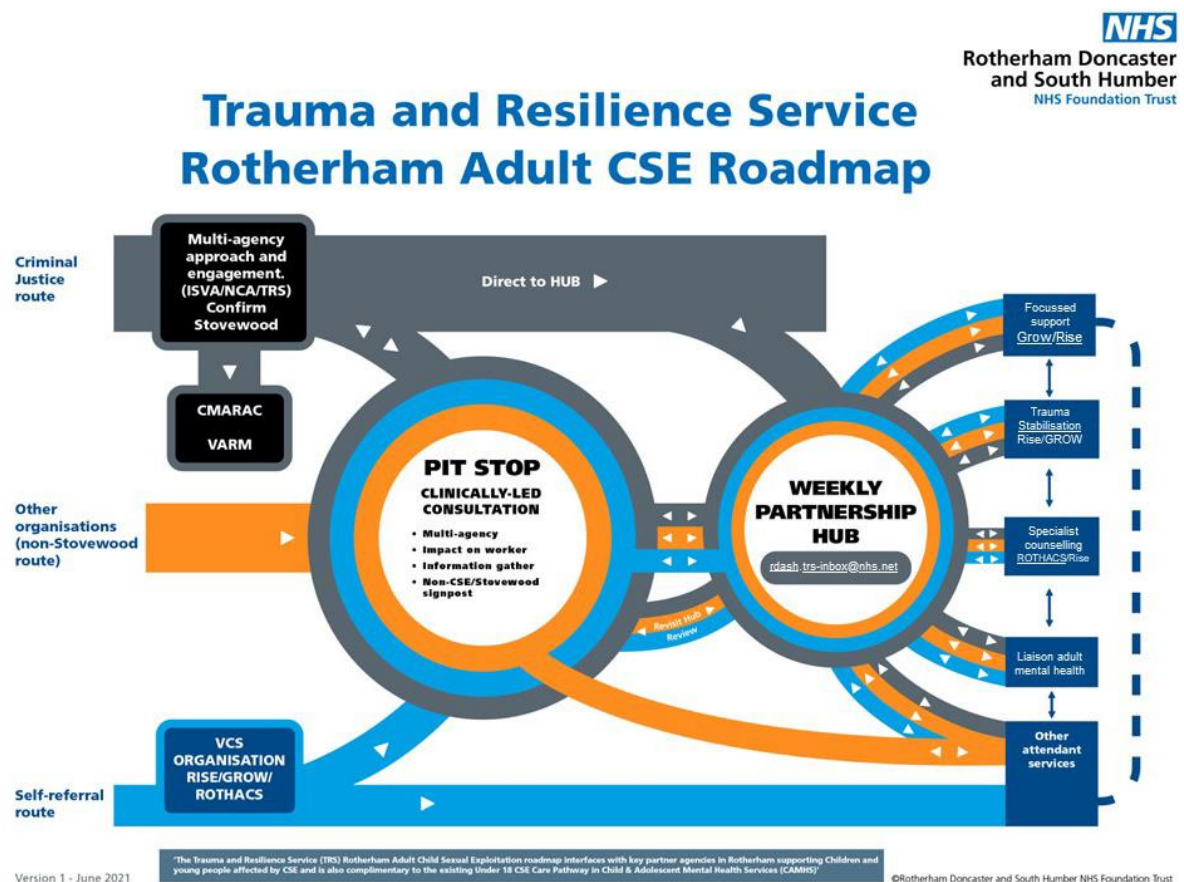 NHS
Rotherham Doncaster
and South Humber
NHS Foundation Trust
Trauma and Resilience Service
Rotherham Adult CSE Roadmap
Criminal
Justice
route
Multi-agency
approach and
engagement.
(ISVA/NCA/TRS)
Confirm
Stovewood
Direct to HUB
CMARAC
VARM
Focussed
support
Grow/Rise
Trauma
Stabilisation
Rise/GROW
Other
organisations
(non-Stovewood
route)
PIT STOP
CLINICALLY-LED
CONSULTATION
• Multi-agency
• Impact on worker
• Information gather
• Non-CSE/Stovewood
signpost
WEEKLY
PARTNERSHIP
HUB
rdash.trs-inbox@nhs.net
Specialist
counselling
ROTHACS/Rise
Revisit Hub
Review
Liaison adult
mental health
Other
attendant
services
VCS
ORGANISATION
RISE/GROW/
ROTHACS
Self-referral
route
'The Trauma and Resilience Service (TRS) Rotherham Adult Child Sexual Exploitation roadmap interfaces with key partner agencies in Rotherham supporting Children and
young people affected by CSE and is also complimentary to the existing Under 18 CSE Care Pathway in Child & Adolescent Mental Health Services (CAMHS)'
Version 1 - June 2021
©Rotherham Doncaster and South Humber NHS Foundation Trust